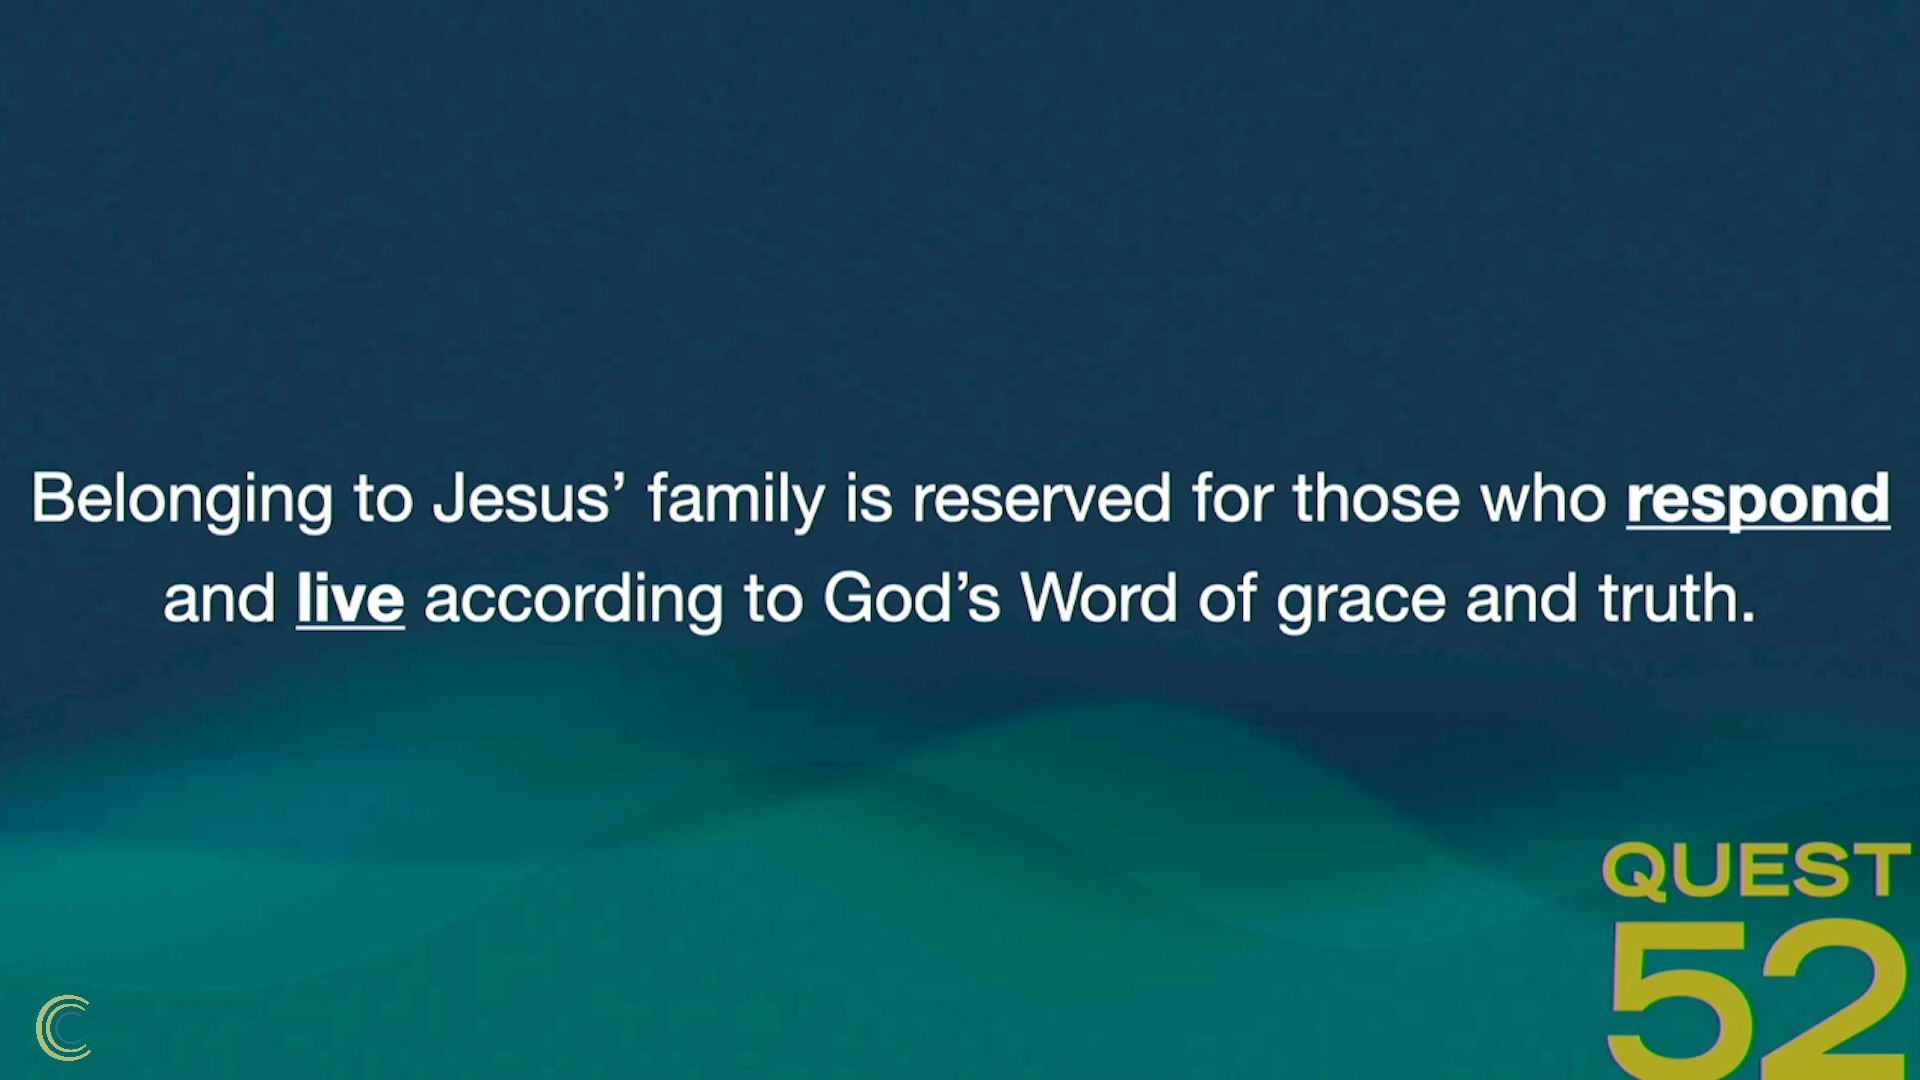 Belonging to Jesus’ family is reserved for those who respond
and live according to God’s Word of grace and truth.
QUEST
52